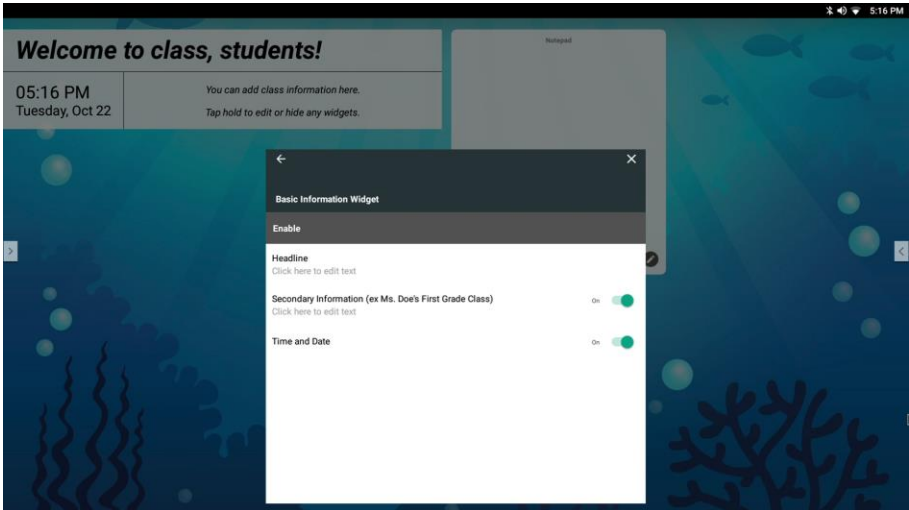 5:16 PM
Welcome to class, students!
05:16 PM
Tuesday, Oct 22
You can add class information here.
Tap hold to edit or hide any widgets.
Notepad
Basic Information Widget
Enable
Headline
Click here to edit text
Secondary Information (ex Ms. Doe's First Grade Class)
On
Click here to edit text
Time and Date
On